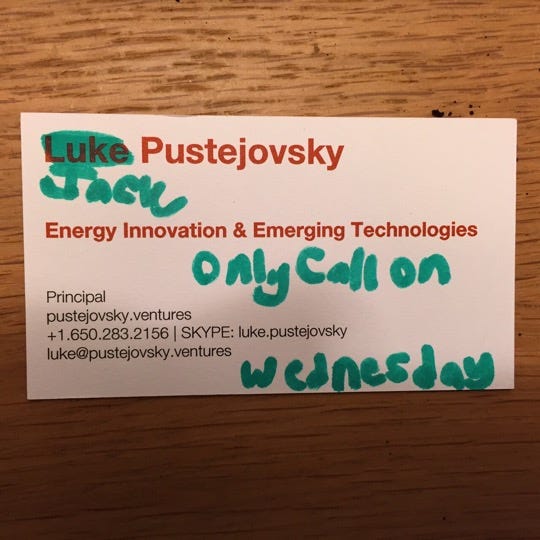 Luke Pustejovsky
Jack
Energy Innovation & Emerging Technologies
only Call on
Principal
pustejovsky.ventures
+1.650.283.2156 | SKYPE: luke.pustejovsky
luke@pustejovsky.ventures
wednesday